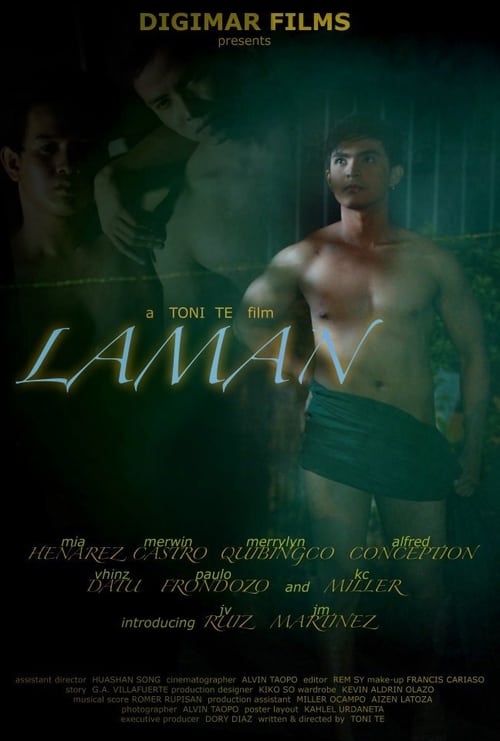 DIGIMAR FILMS
presents
a TONI TE film
LAMAN
mia merwin merrylyn alfred
HENAREZ CASTRO QUIBINGCO CONCEPTION
vhinz paulo kc
DATU FRONDOZO and MILLER
jv jm
introducing RUIZ MARTINEZ
assistant director HUASHAN SONG cinematographer ALVIN TAOPO editor REM SY make-up FRANCIS CARIASO
story G.A. VILLAFUERTE production designer KIKO SO wardrobe KEVIN ALDRIN OLAZO
musical score ROMER RUPISAN production assistant MILLER OCAMPO AIZEN LATOZA
photographer ALVIN TAOPO poster layout KAHLEL URDANETA
executive producer DORY DIAZ written & directed by TONI TE